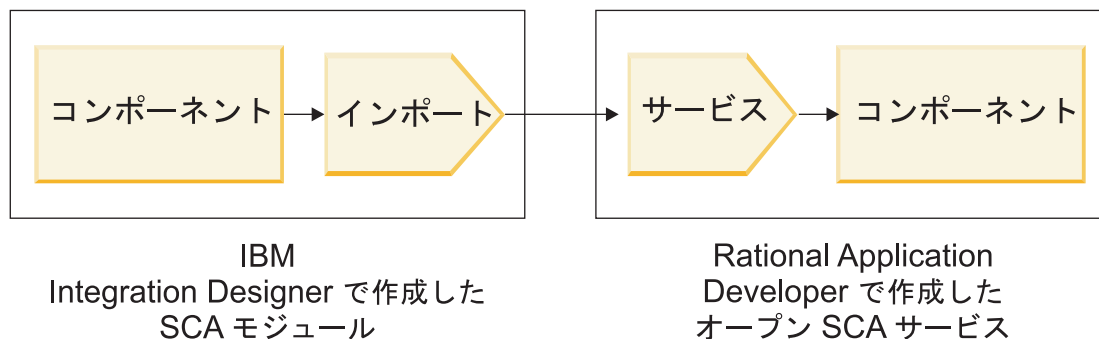 コンポーネント
インポート
サービス
コンポーネント
IBM
Integration Designer で作成した
SCA モジュール
Rational Application
Developer で作成した
オープン SCA サービス